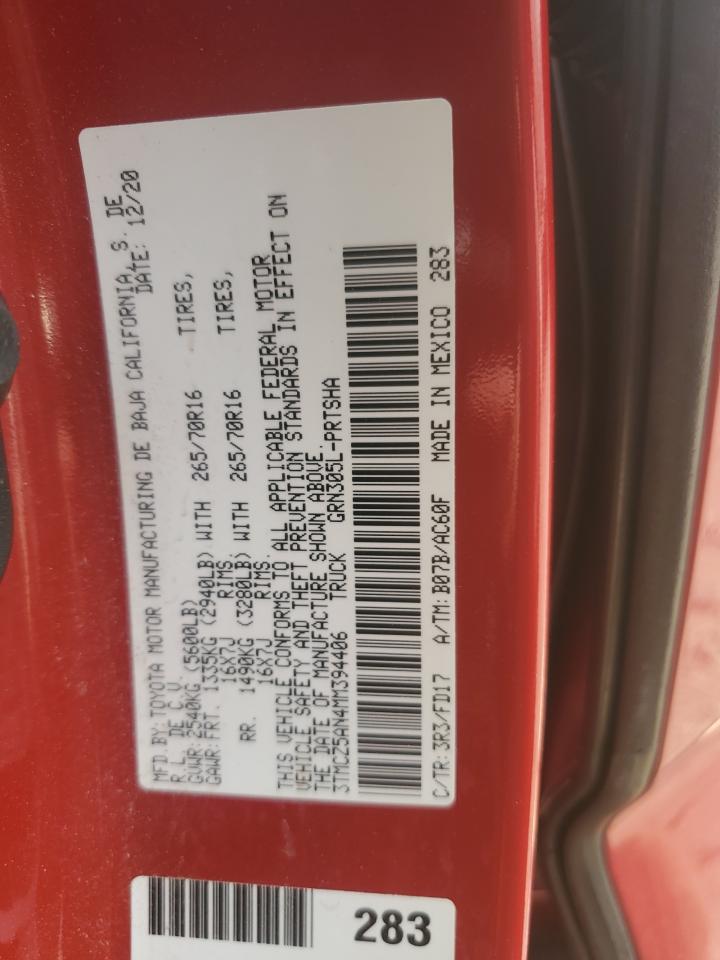 MFD. BY: TOYOTA MOTOR MANUFACTURING DE BAJA CALIFORNIA, S. DE
R.L. DE C.V. DATE: 12/20
GVWR: 2540KG (5600LB)
GAWR: FRT. 1335KG (2940LB) WITH 265/70R16 TIRES,
16X7J RIMS,
RR. 1490KG (3280LB) WITH 265/70R16 TIRES,
16X7J RIMS.
THIS VEHICLE CONFORMS TO ALL APPLICABLE FEDERAL MOTOR
VEHICLE SAFETY AND THEFT PREVENTION STANDARDS IN EFFECT ON
THE DATE OF MANUFACTURE SHOWN ABOVE.
3TMCZ5AN4MM394406 TRUCK GRN305L-PRTSHA
C/TR: 3R3/FD17 A/TM: B07B/AC60F MADE IN MEXICO 283
283